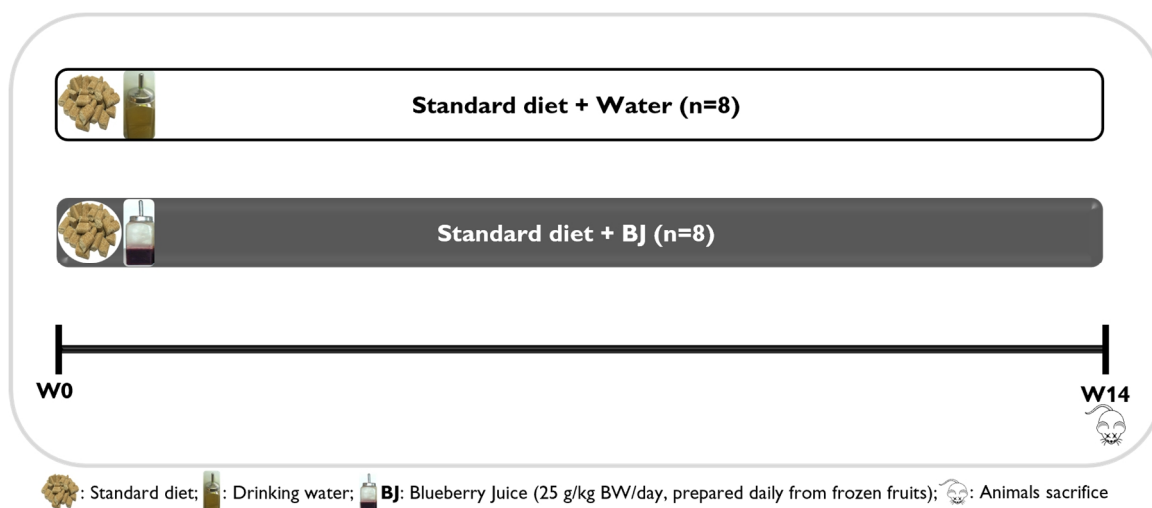 Standard diet + Water (n=8)
Standard diet + BJ (n=8)
W0
W14
: Standard diet; : Drinking water; BJ: Blueberry Juice (25 g/kg BW/day, prepared daily from frozen fruits); : Animals sacrifice